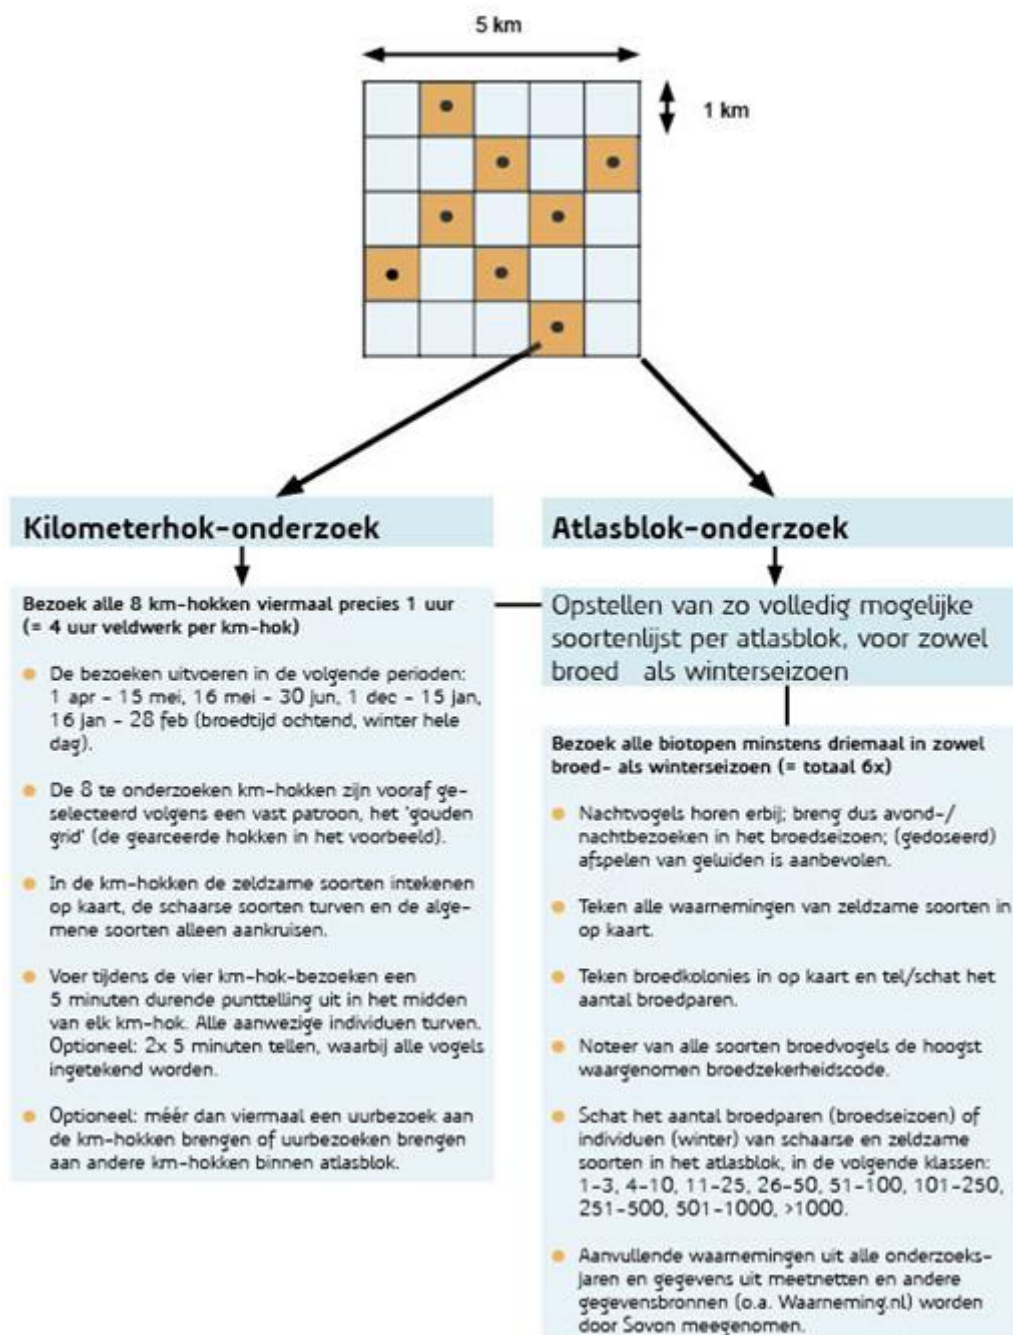 5 km
1 km
Kilometerhok-onderzoek
Bezoek alle 8 km-hokken viermaal precies 1 uur
(= 4 uur veldwerk per km-hok)
De bezoeken uitvoeren in de volgende perioden:
1 apr - 15 mei, 16 mei - 30 jun, 1 dec - 15 jan,
16 jan - 28 feb (broedtijd ochtend, winter hele
dag).
De 8 te onderzoeken km-hokken zijn vooraf ge-
selecteerd volgens een vast patroon, het 'gouden
grid' (de gearceerde hokken in het voorbeeld).
In de km-hokken de zeldzame soorten intekenen
op kaart, de schaarse soorten turven en de alge-
mene soorten alleen aankruisen.
Voer tijdens de vier km-hok-bezoeken een
5 minuten durende punttelling uit in het midden
van elk km-hok. Alle aanwezige individuen turven.
Optioneel: 2x 5 minuten tellen, waarbij alle vogels
ingetekend worden.
Optioneel: méér dan viermaal een uurbezoek aan
de km-hokken brengen of uurbezoeken brengen
aan andere km-hokken binnen atlasblok.
Atlasblok-onderzoek
Opstellen van zo volledig mogelijke
soortenlijst per atlasblok, voor zowel
broed als winterseizoen
Bezoek alle biotopen minstens driemaal in zowel
broed- als winterseizoen (= totaal 6x)
Nachtvogels horen erbij; breng dus avond-/
nachtbezoeken in het broedseizoen; (gedoseerd)
afspelen van geluiden is aanbevolen.
Teken alle waarnemingen van zeldzame soorten in
op kaart.
Teken broedkolonies in op kaart en tel/schat het
aantal broedparen.
Noteer van alle soorten broedvogels de hoogst
waargenomen broedzekerheidscode.
Schat het aantal broedparen (broedseizoen) of
individuen (winter) van schaarse en zeldzame
soorten in het atlasblok, in de volgende klassen:
1-3, 4-10, 11-25, 26-50, 51-100, 101-250,
251-500, 501-1000, >1000.
Aanvullende waarnemingen uit alle onderzoeks-
jaren en gegevens uit meetnetten en andere
gegevensbronnen (o.a. Waarneming.nl) worden
door Sovon meegenomen.